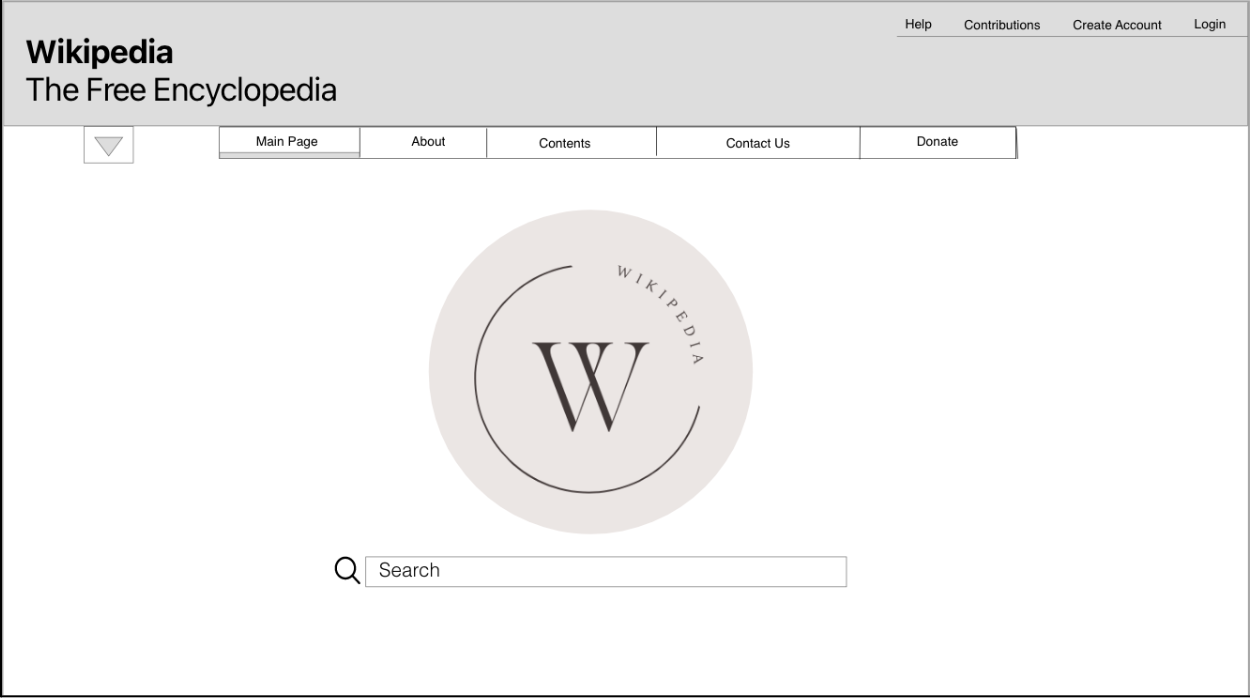 Help Contributions Create Account Login
Wikipedia
The Free Encyclopedia
Main Page About Contents Contact Us Donate
WIKIPEDIA
W
Search